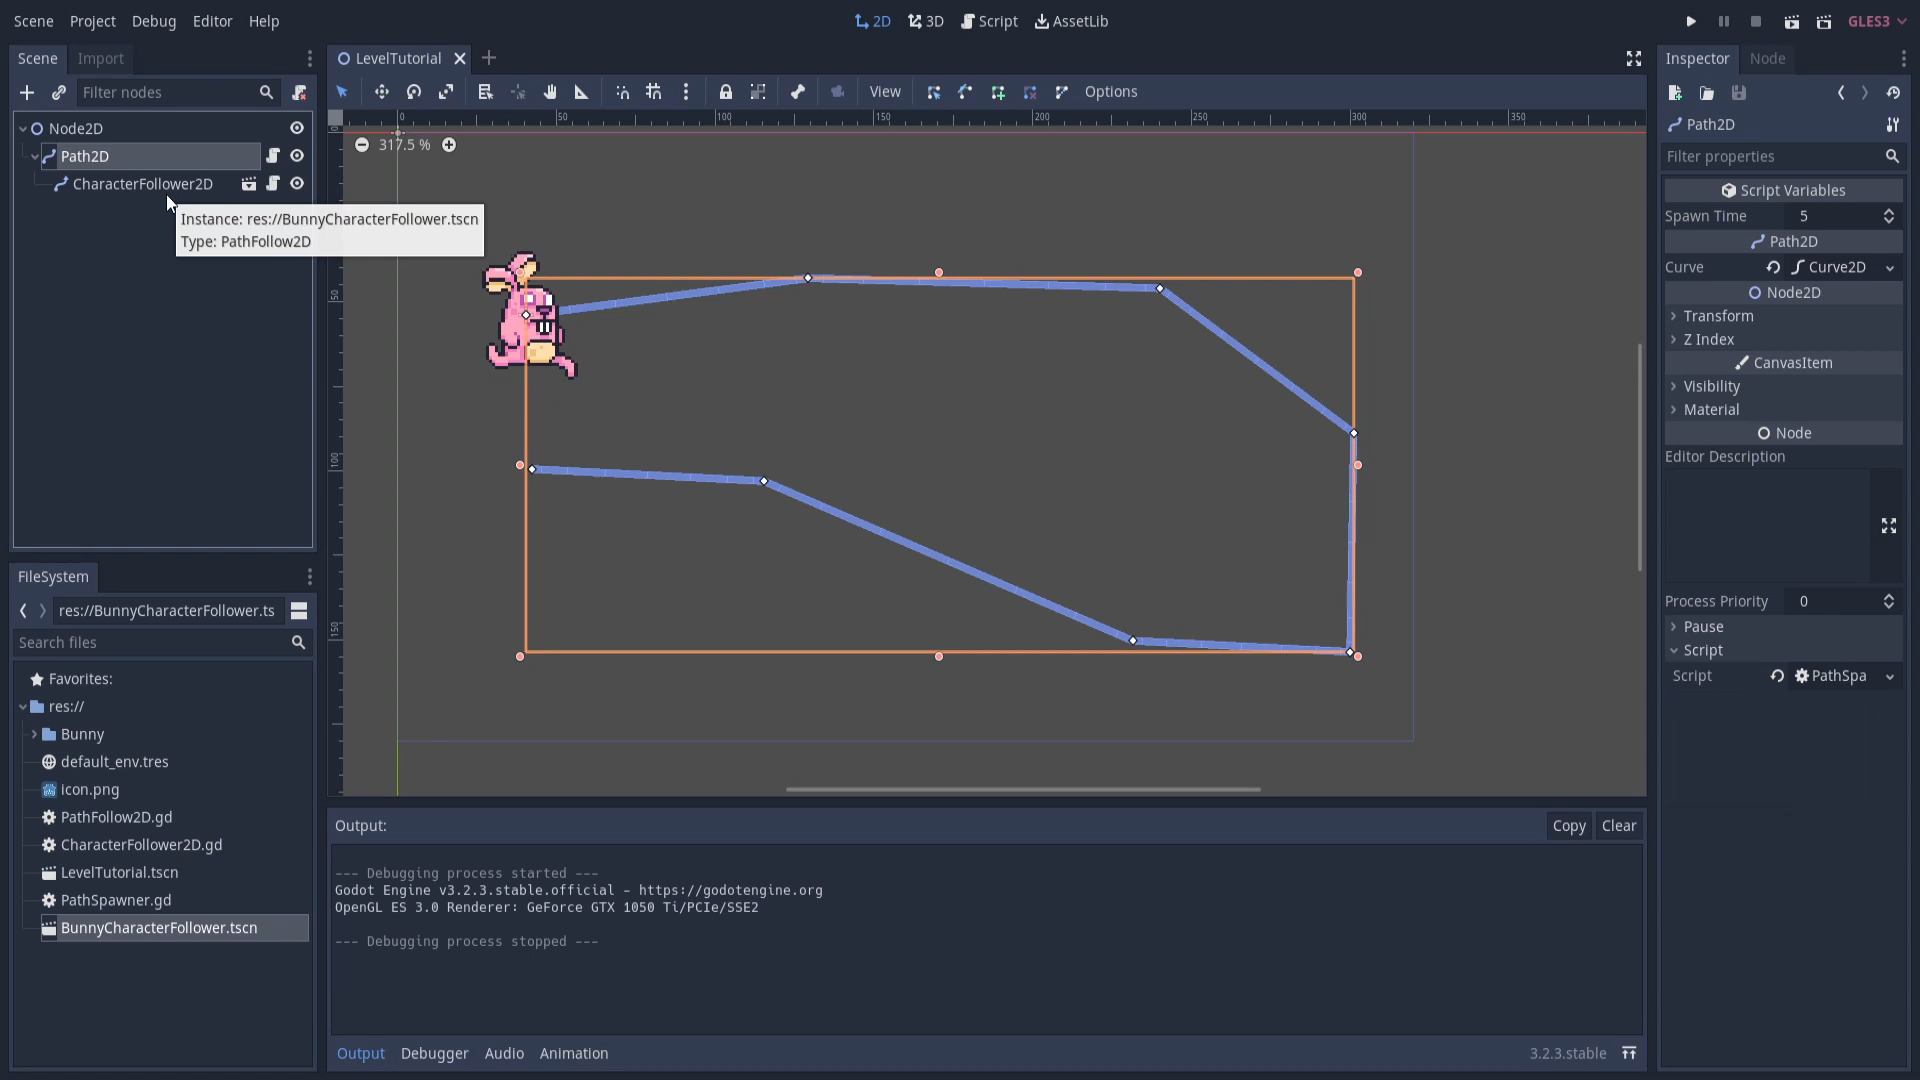 Scene Project Debug Editor Help
2D 3D Script AssetLib
GLES3
Scene Import
Filter nodes
Node2D
Path2D
CharacterFollower2D
Instance: res://BunnyCharacterFollower.tscn
Type: PathFollow2D
FileSystem
res://BunnyCharacterFollower.ts
Search files
Favorites:
res://
Bunny
default_env.tres
icon.png
PathFollow2D.gd
CharacterFollower2D.gd
LevelTutorial.tscn
PathSpawner.gd
BunnyCharacterFollower.tscn
LevelTutorial
View Options
0 50 100 150 200 250 300 350
0
50
100
150
317.5 %
Output:
Copy Clear
--- Debugging process started ---
Godot Engine v3.2.3.stable.official - https://godotengine.org
OpenGL ES 3.0 Renderer: GeForce GTX 1050 Ti/PCIe/SSE2
--- Debugging process stopped ---
Output Debugger Audio Animation
3.2.3.stable
Inspector Node
Path2D
Filter properties
Script Variables
Spawn Time 5
Path2D
Curve Curve2D
Node2D
Transform
Z Index
CanvasItem
Visibility
Material
Node
Editor Description
Process Priority 0
Pause
Script
Script PathSpa